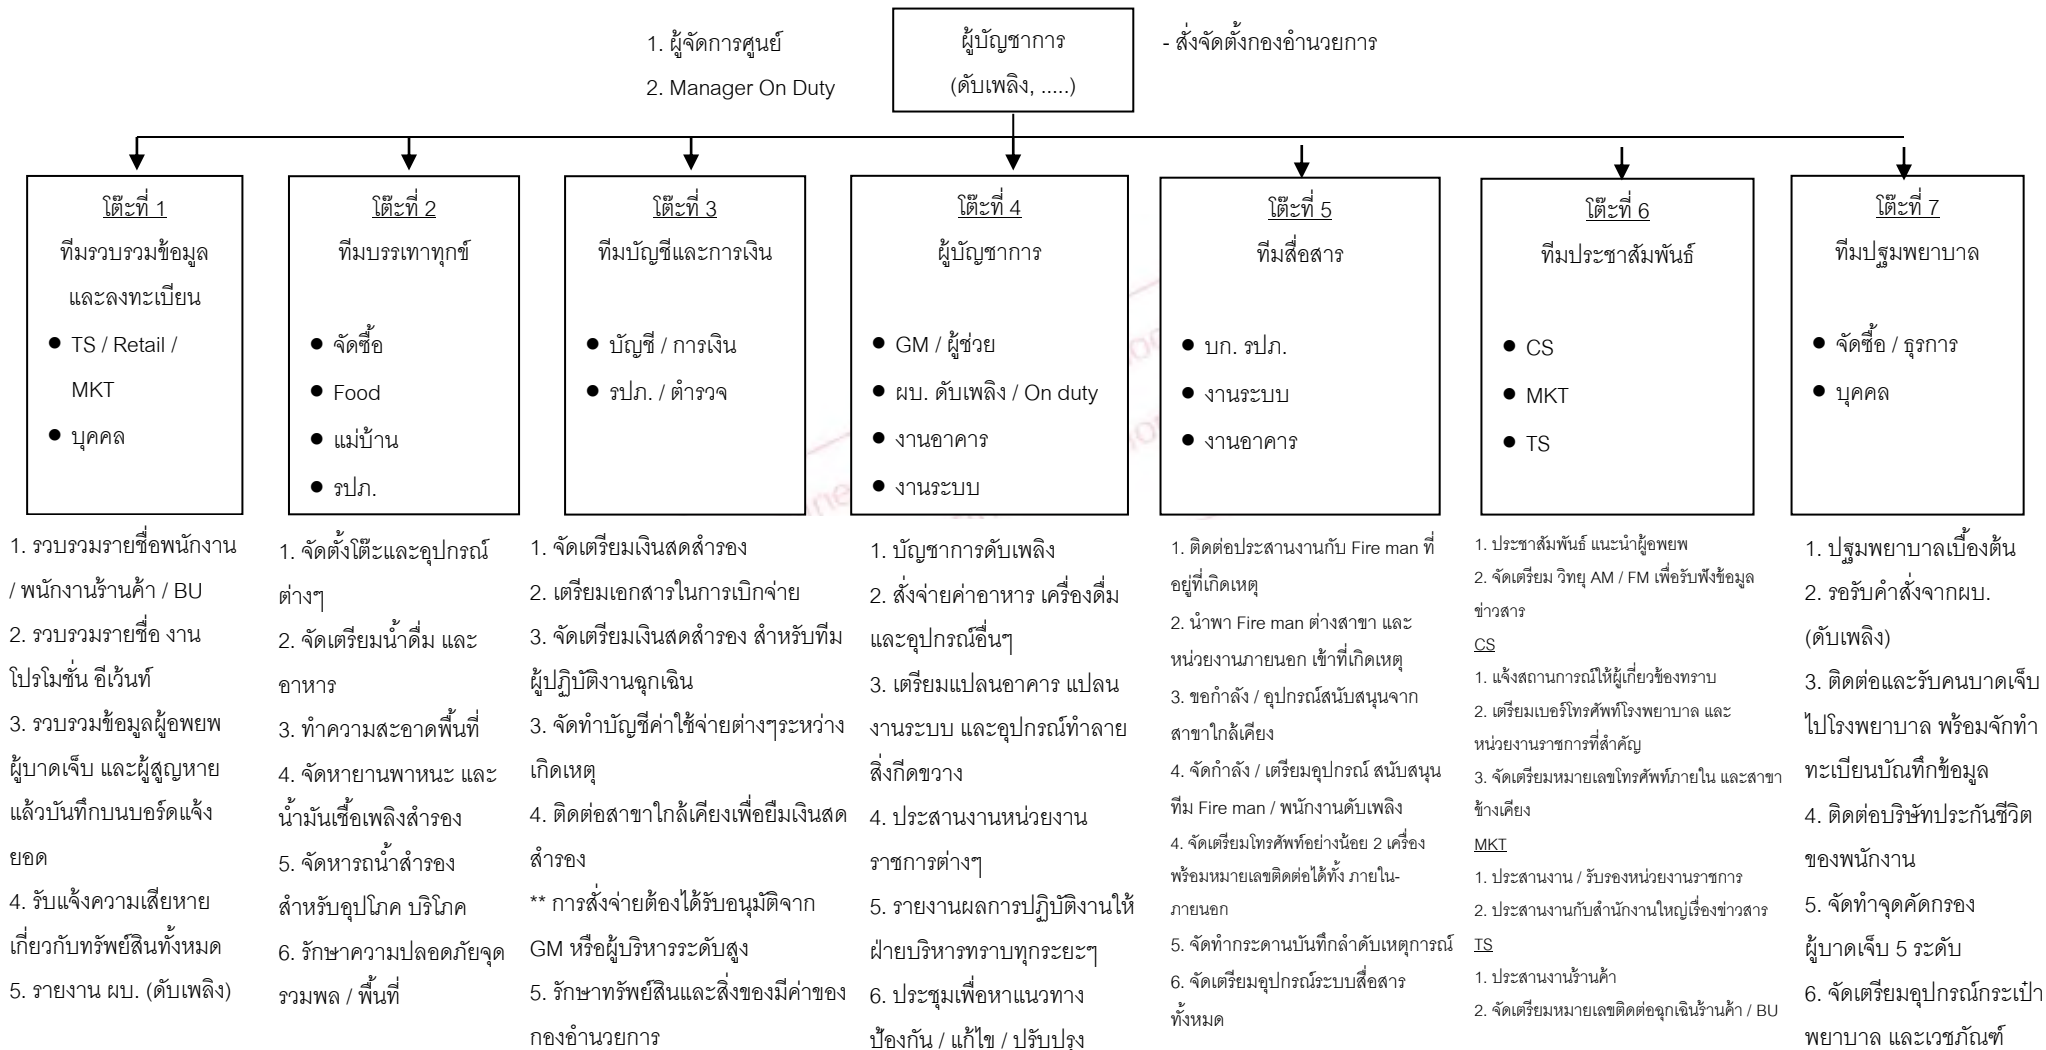 1. ผู้จัดการศูนย์
2. Manager On Duty
ผู้บัญชาการ
(ดับเพลิง, .....)
- สั่งจัดตั้งกองอำนวยการ
โต๊ะที่ 1
ทีมรวบรวมข้อมูล
และลงทะเบียน
● TS / Retail /
MKT
● บุคคล
1. รวบรวมรายชื่อพนักงาน
/ พนักงานร้านค้า / BU
2. รวบรวมรายชื่อ งาน
โปรโมชั่น อีเว้นท์
3. รวบรวมข้อมูลผู้อพยพ
ผู้บาดเจ็บ และผู้สูญหาย
แล้วบันทึกบนบอร์ดแจ้ง
ยอด
4. รับแจ้งความเสียหาย
เกี่ยวกับทรัพย์สินทั้งหมด
5. รายงาน ผบ. (ดับเพลิง)
โต๊ะที่ 2
ทีมบรรเทาทุกข์
● จัดซื้อ
● Food
● แม่บ้าน
● รปภ.
1. จัดตั้งโต๊ะและอุปกรณ์
ต่างๆ
2. จัดเตรียมน้ำดื่ม และ
อาหาร
3. ทำความสะอาดพื้นที่
4. จัดหายานพาหนะ และ
น้ำมันเชื้อเพลิงสำรอง
5. จัดหารถน้ำสำรอง
สำหรับอุปโภค บริโภค
6. รักษาความปลอดภัยจุด
รวมพล / พื้นที่
โต๊ะที่ 3
ทีมบัญชีและการเงิน
● บัญชี / การเงิน
● รปภ. / ตำรวจ
1. จัดเตรียมเงินสดสำรอง
2. เตรียมเอกสารในการเบิกจ่าย
3. จัดเตรียมเงินสดสำรอง สำหรับทีม
ผู้ปฏิบัติงานฉุกเฉิน
3. จัดทำบัญชีค่าใช้จ่ายต่างๆระหว่าง
เกิดเหตุ
4. ติดต่อสาขาใกล้เคียงเพื่อยืมเงินสด
สำรอง
** การสั่งจ่ายต้องได้รับอนุมัติจาก
GM หรือผู้บริหารระดับสูง
5. รักษาทรัพย์สินและสิ่งของมีค่าของ
กองอำนวยการ
โต๊ะที่ 4
ผู้บัญชาการ
● GM / ผู้ช่วย
● ผบ. ดับเพลิง / On duty
● งานอาคาร
● งานระบบ
1. บัญชาการดับเพลิง
2. สั่งจ่ายค่าอาหาร เครื่องดื่ม
และอุปกรณ์อื่นๆ
3. เตรียมแปลนอาคาร แปลน
งานระบบ และอุปกรณ์ทำลาย
สิ่งกีดขวาง
4. ประสานงานหน่วยงาน
ราชการต่างๆ
5. รายงานผลการปฏิบัติงานให้
ฝ่ายบริหารทราบทุกระยะๆ
6. ประชุมเพื่อหาแนวทาง
ป้องกัน / แก้ไข / ปรับปรุง
โต๊ะที่ 5
ทีมสื่อสาร
● บก. รปภ.
● งานระบบ
● งานอาคาร
1. ติดต่อประสานงานกับ Fire man ที่
อยู่ที่เกิดเหตุ
2. นำพา Fire man ต่างสาขา และ
หน่วยงานภายนอก เข้าที่เกิดเหตุ
3. ขอกำลัง / อุปกรณ์สนับสนุนจาก
สาขาใกล้เคียง
4. จัดกำลัง / เตรียมอุปกรณ์ สนับสนุน
ทีม Fire man / พนักงานดับเพลิง
4. จัดเตรียมโทรศัพท์อย่างน้อย 2 เครื่อง
พร้อมหมายเลขติดต่อได้ทั้ง ภายใน-
ภายนอก
5. จัดทำกระดานบันทึกลำดับเหตุการณ์
6. จัดเตรียมอุปกรณ์ระบบสื่อสาร
ทั้งหมด
โต๊ะที่ 6
ทีมประชาสัมพันธ์
● CS
● MKT
● TS
1. ประชาสัมพันธ์ แนะนำผู้อพยพ
2. จัดเตรียม วิทยุ AM / FM เพื่อรับฟังข้อมูล
ข่าวสาร
CS
1. แจ้งสถานการณ์ให้ผู้เกี่ยวข้องทราบ
2. เตรียมเบอร์โทรศัพท์โรงพยาบาล และ
หน่วยงานราชการที่สำคัญ
3. จัดเตรียมหมายเลขโทรศัพท์ภายใน และสาขา
ข้างเคียง
MKT
1. ประสานงาน / รับรองหน่วยงานราชการ
2. ประสานงานกับสำนักงานใหญ่เรื่องข่าวสาร
TS
1. ประสานงานร้านค้า
2. จัดเตรียมหมายเลขติดต่อฉุกเฉินร้านค้า / BU
โต๊ะที่ 7
ทีมปฐมพยาบาล
● จัดซื้อ / ธุรการ
● บุคคล
1. ปฐมพยาบาลเบื้องต้น
2. รอรับคำสั่งจากผบ.
(ดับเพลิง)
3. ติดต่อและรับคนบาดเจ็บ
ไปโรงพยาบาล พร้อมจักทำ
ทะเบียนบัณทึกข้อมูล
4. ติดต่อบริษัทประกันชีวิต
ของพนักงาน
5. จัดทำจุดคัดกรอง
ผู้บาดเจ็บ 5 ระดับ
6. จัดเตรียมอุปกรณ์กระเป๋า
พยาบาล และเวชภัณฑ์